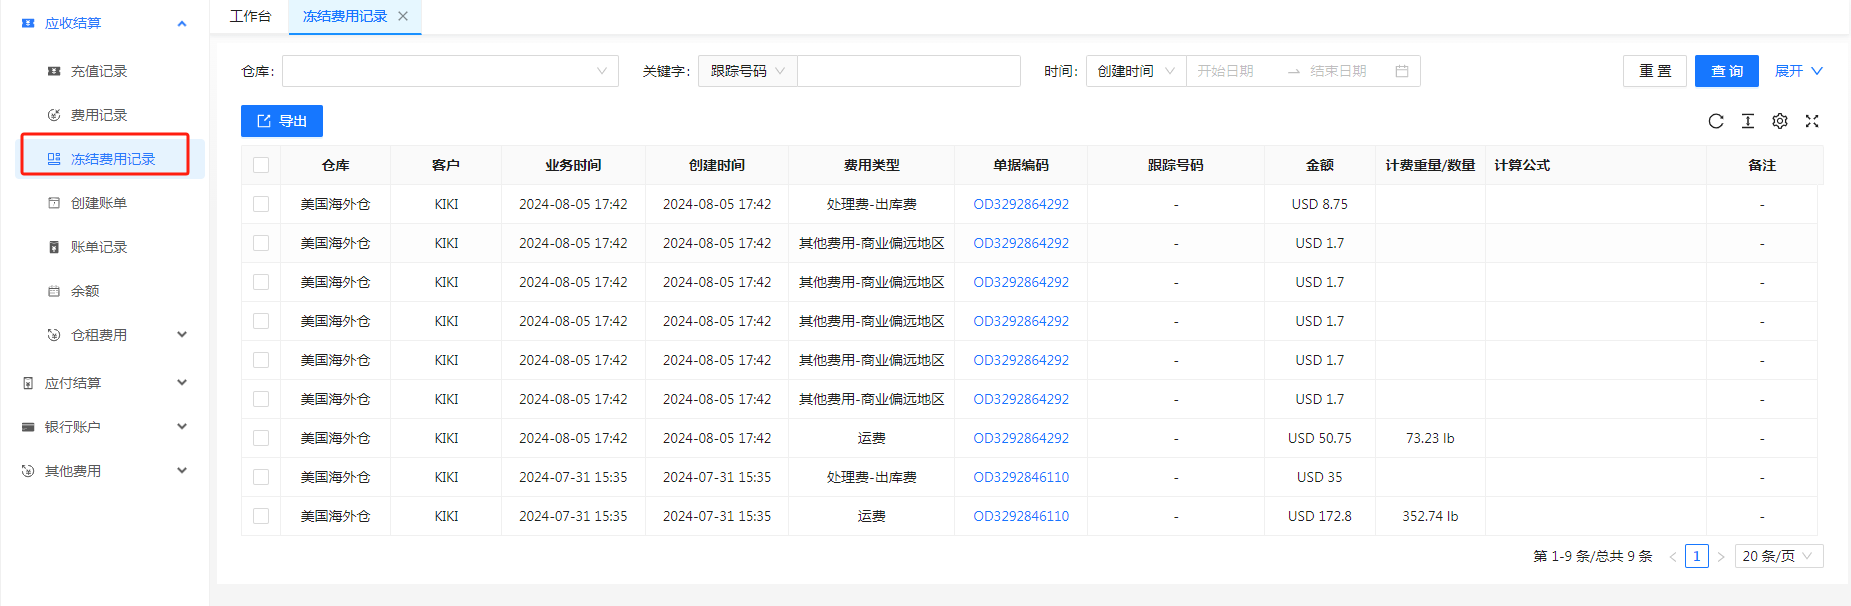 应收结算
充值记录
费用记录
冻结费用记录
创建账单
账单记录
余额
仓租费用
应付结算
银行账户
其他费用
工作台 冻结费用记录
仓库: 关键字: 跟踪号码 时间: 创建时间 开始日期 结束日期 重置 查询 展开
导出
仓库 客户 业务时间 创建时间 费用类型 单据编码 跟踪号码 金额 计费重量/数量 计算公式 备注
美国海外仓 KIKI 2024-08-05 17:42 2024-08-05 17:42 处理费-出库费 OD3292864292 - USD 8.75 -
美国海外仓 KIKI 2024-08-05 17:42 2024-08-05 17:42 其他费用-商业偏远地区 OD3292864292 - USD 1.7 -
美国海外仓 KIKI 2024-08-05 17:42 2024-08-05 17:42 其他费用-商业偏远地区 OD3292864292 - USD 1.7 -
美国海外仓 KIKI 2024-08-05 17:42 2024-08-05 17:42 其他费用-商业偏远地区 OD3292864292 - USD 1.7 -
美国海外仓 KIKI 2024-08-05 17:42 2024-08-05 17:42 其他费用-商业偏远地区 OD3292864292 - USD 1.7 -
美国海外仓 KIKI 2024-08-05 17:42 2024-08-05 17:42 其他费用-商业偏远地区 OD3292864292 - USD 1.7 -
美国海外仓 KIKI 2024-08-05 17:42 2024-08-05 17:42 运费 OD3292864292 - USD 50.75 73.23 lb -
美国海外仓 KIKI 2024-07-31 15:35 2024-07-31 15:35 处理费-出库费 OD3292846110 - USD 35 -
美国海外仓 KIKI 2024-07-31 15:35 2024-07-31 15:35 运费 OD3292846110 - USD 172.8 352.74 lb -
第 1-9 条/总共 9 条 1 20 条/页